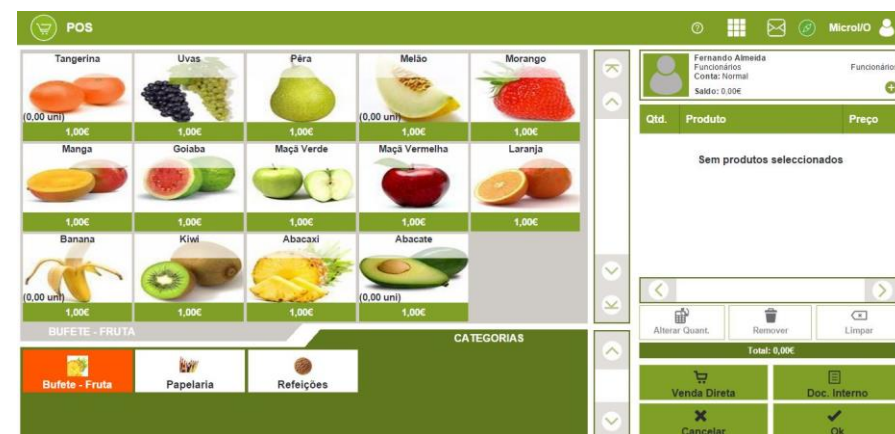 POS
MicroI/O
Tangerina
Uvas
Pêra
Melão
Morango
(0,00 uni)
(0,00 uni)
1,00€
1,00€
1,00€
1,00€
1,00€
Manga
Goiaba
Maçã Verde
Maçã Vermelha
Laranja
1,00€
1,00€
1,00€
1,00€
1,00€
Banana
Kiwi
Abacaxi
Abacate
(0,00 uni)
(0,00 uni)
1,00€
1,00€
1,00€
1,00€
BUFETE - FRUTA
CATEGORIAS
Bufete - Fruta
Papelaria
Refeições
Fernando Almeida
Funcionários
Funcionários
Conta: Normal
Saldo: 0,00€
Qtd. Produto Preço
Sem produtos seleccionados
Alterar Quant.
Remover
Limpar
Total: 0,00€
Venda Direta
Doc. Interno
Cancelar
Ok